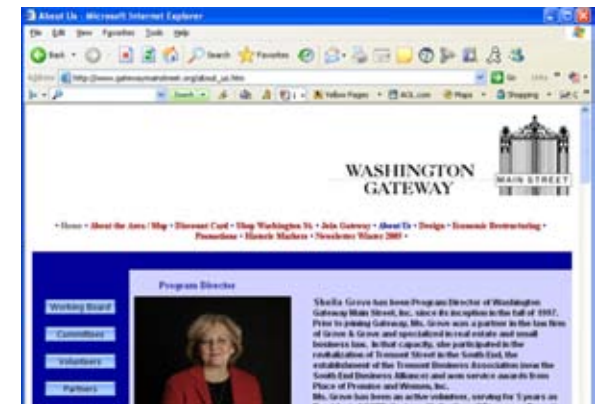 About Us - Microsoft Internet Explorer
File Edit View Favorites Tools Help
Back Search Favorites
Address http://www.gatewaymainstreet.org/about_us.htm Go Links
Search Yellow Pages AOL.com Maps Shopping
WASHINGTON
GATEWAY
MAIN STREET
• Home • About the Area / Map • Discount Card • Shop Washington St. • Join Gateway • About Us • Design • Economic Restructuring •
Promotions • Historic Markers • Newsletter Winter 2005 •
Program Director
Working Board
Committees
Volunteers
Partners
Sheila Grove has been Program Director of Washington
Gateway Main Street, Inc. since its inception in the fall of 1997.
Prior to joining Gateway, Ms. Grove was a partner in the law firm
of Grove & Grove and specialized in real estate and small
business law. In that capacity, she participated in the
revitalization of Tremont Street in the South End, the
establishment of the Tremont Business Association (now the
South End Business Alliance) and won service awards from
Place of Promise and Women, Inc.
Ms. Grove has been an active volunteer, serving for 5 years as